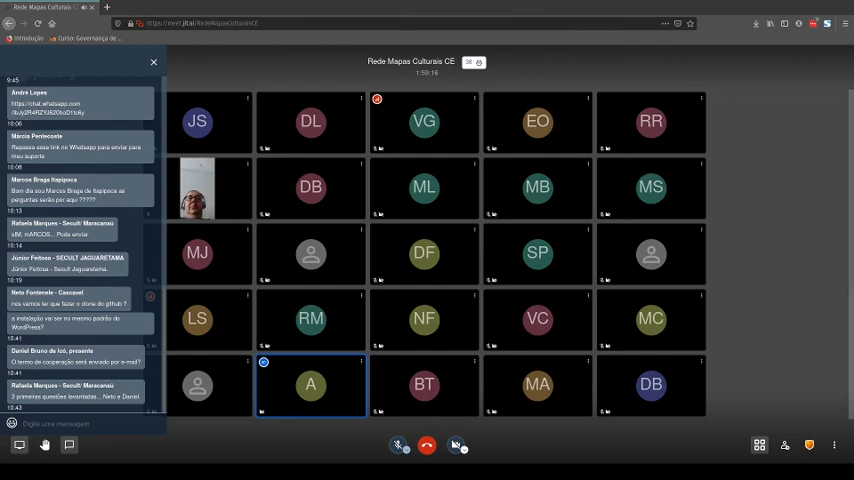 Rede Mapas Culturais C
https://meet.jit.si/RedeMapasCulturaisCE
Introdução
Curso: Governança de ...
Rede Mapas Culturais CE
38
1:59:16
9:45
André Lopes
https://chat.whatsapp.com
10:06
Márcia Pentecoste
Repassa esse link no Whatsapp para enviar para
meu suporte
10:08
Marcos Braga Itapipoca
Bom dia sou Marcos Braga de Itapipoca as
perguntas serão por aqui ?????
10:13
Rafaela Marques - Secult/ Maracanaú
sIM, mARCOS... Pode enviar
10:14
Júnior Feitosa - SECULT JAGUARETAMA
Júnior Feitosa - Secult Jaguaretama.
10:19
Neto Fontenele - Cascavel
nos vamos ter que fazer o clone do github ?
a instalação vai ser no mesmo padrão do
WordPress?
10:41
Daniel Bruno de Icó, presente
O termo de cooperação será enviado por e-mail?
10:41
Rafaela Marques - Secult/ Maracanaú
3 primeiras questões levantadas... Neto e Daniel.
10:43
Digite uma mensagem
JS
DL
VG
EO
RR
DB
ML
MB
MS
MJ
DF
SP
LS
RM
NF
VC
MC
A
BT
MA
DB